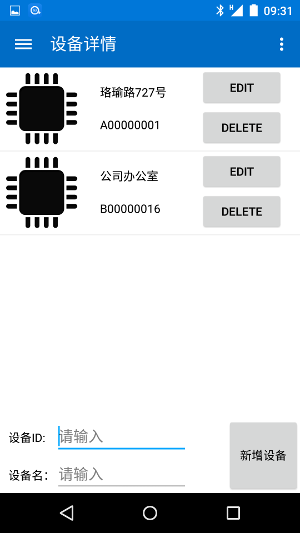 H 09:31
设备详情
珞瑜路727号
EDIT
A00000001
DELETE
公司办公室
EDIT
B00000016
DELETE
设备ID: 请输入
新增设备
设备名: 请输入